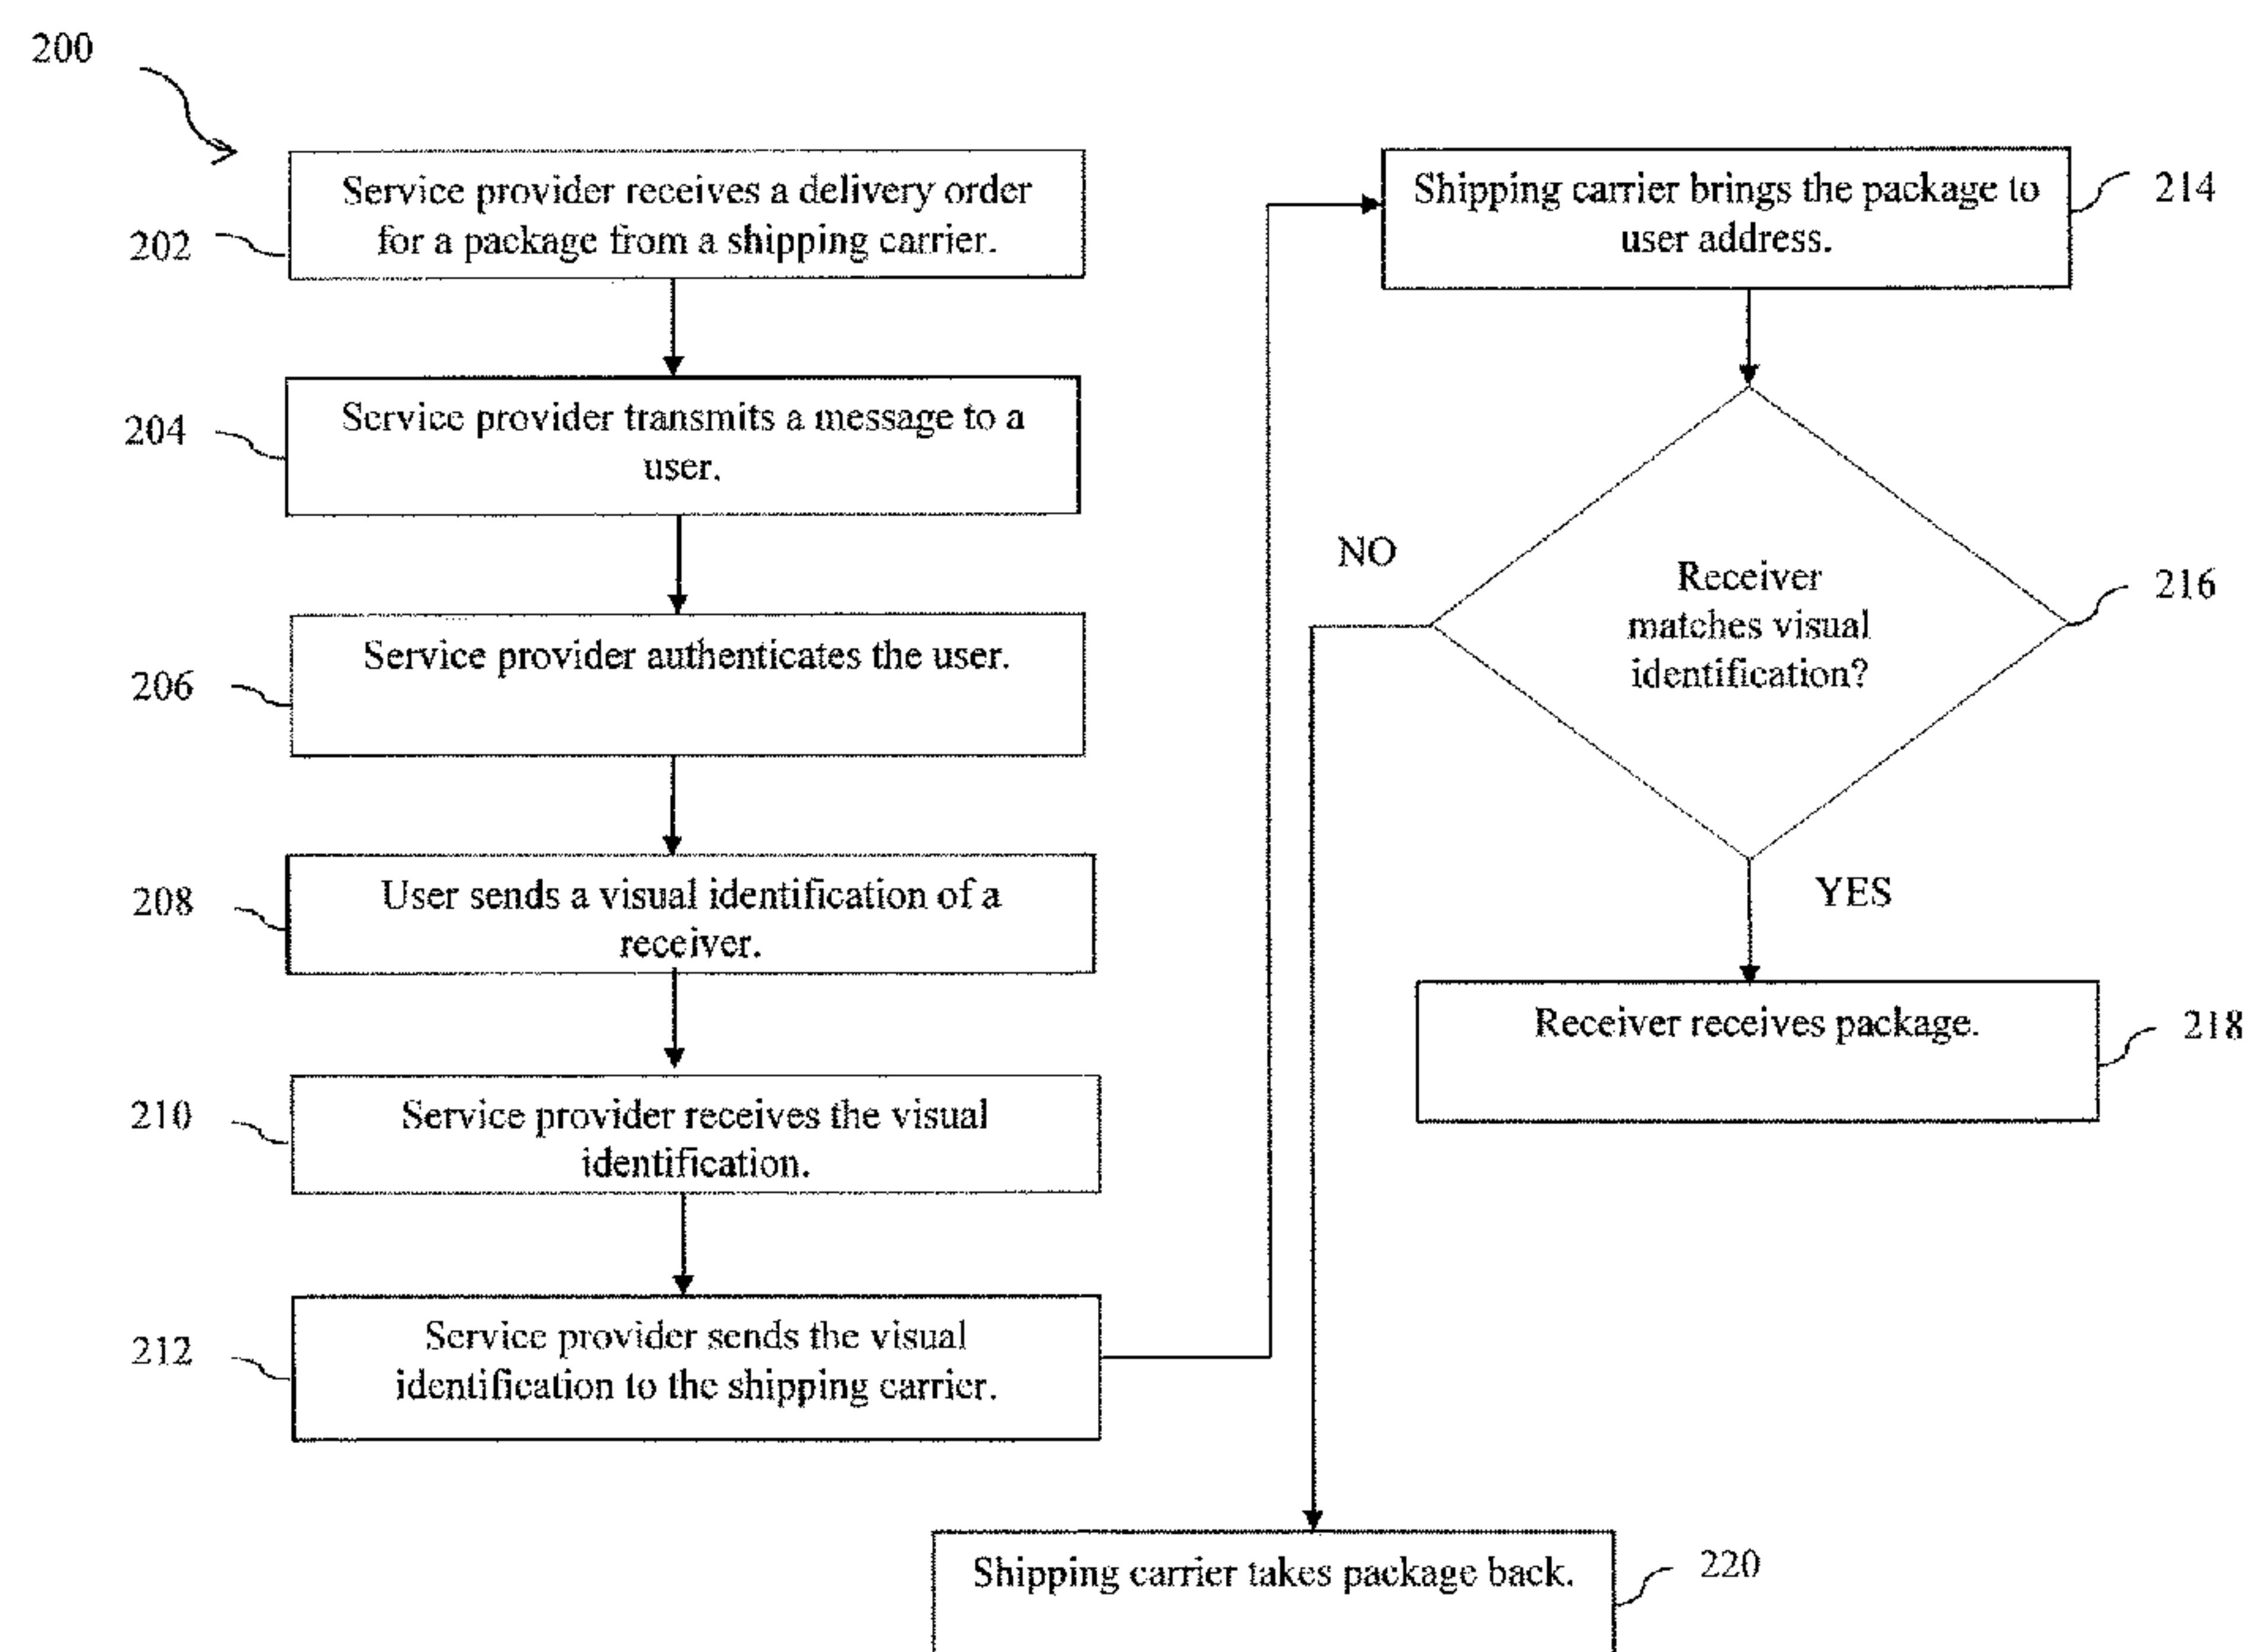 200
202
Service provider receives a delivery order
for a package from a shipping carrier.
204
Service provider transmits a message to a
user.
206
Service provider authenticates the user.
208
User sends a visual identification of a
receiver.
210
Service provider receives the visual
identification.
212
Service provider sends the visual
identification to the shipping carrier.
Shipping carrier brings the package to
user address.
214
NO
Receiver
matches visual
identification?
216
YES
Receiver receives package.
218
Shipping carrier takes package back.
220